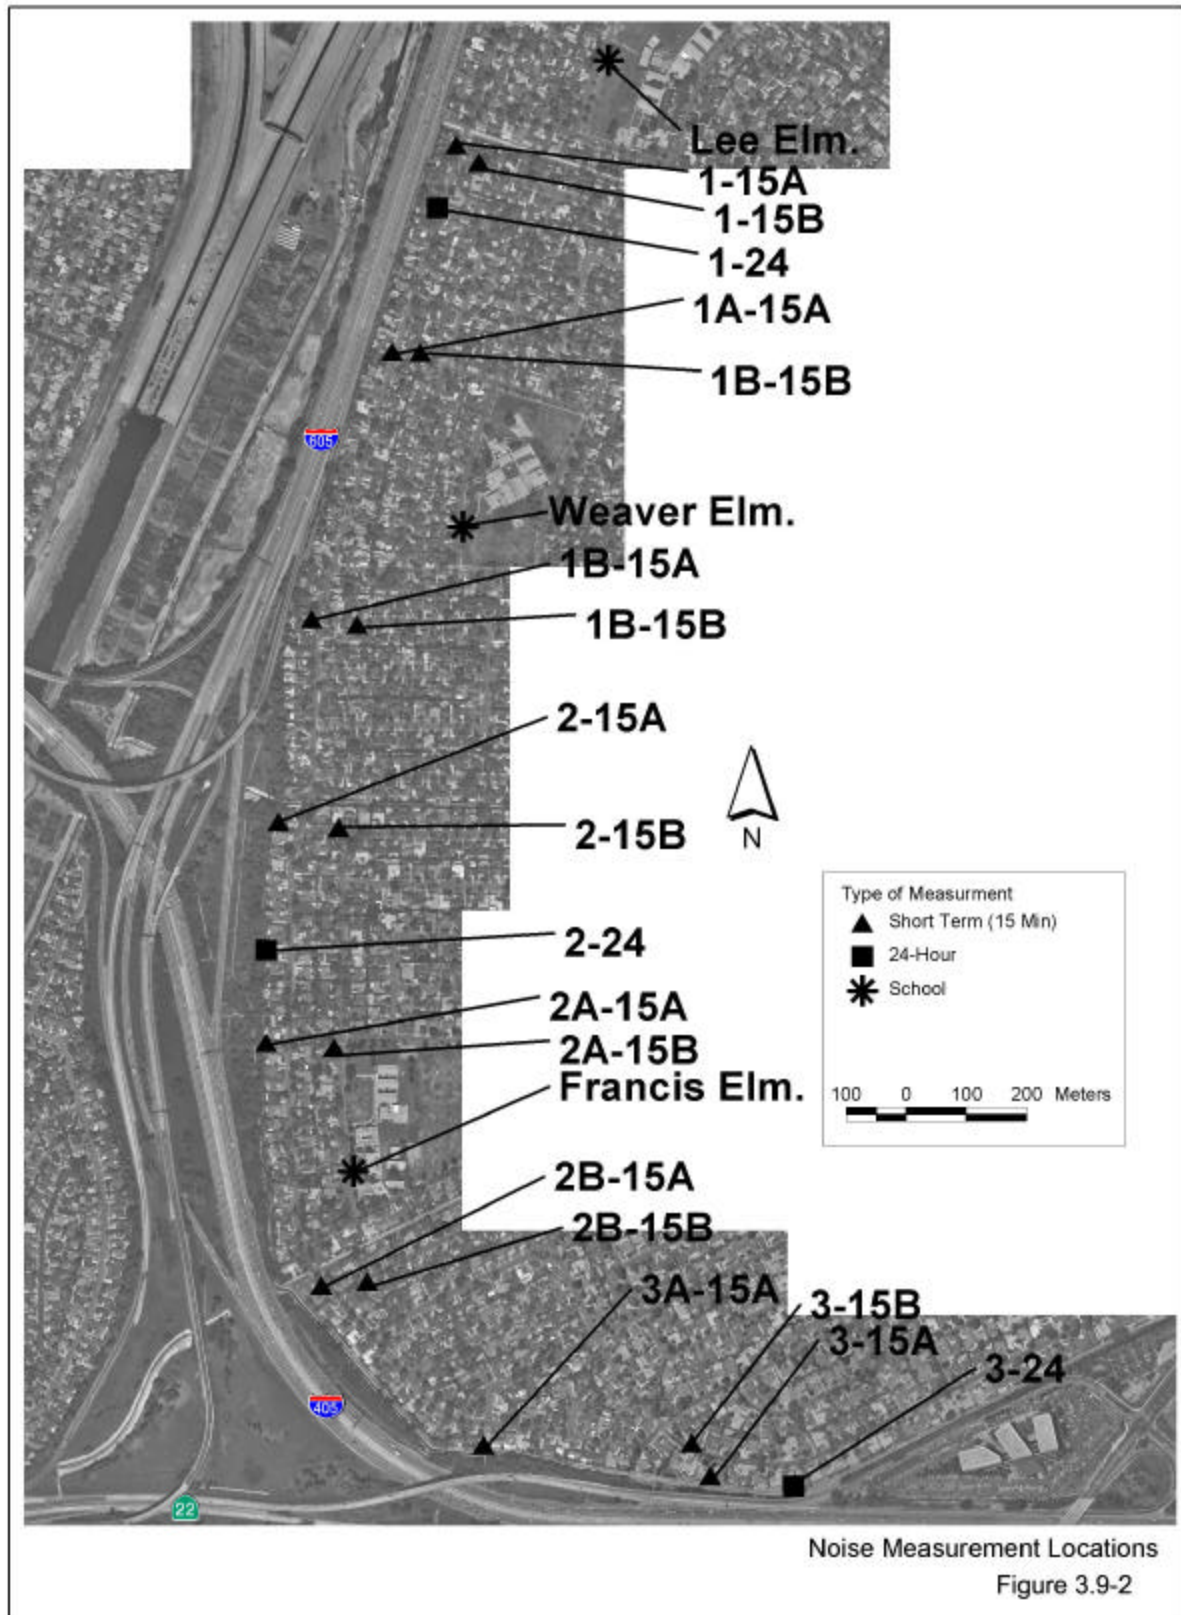 Lee Elm.
1-15A
1-15B
1-24
1A-15A
1B-15B
605
Weaver Elm.
1B-15A
1B-15B
2-15A
2-15B
N
Type of Measurment
Short Term (15 Min)
24-Hour
School
2-24
2A-15A
2A-15B
Francis Elm.
100 0 100 200 Meters
2B-15A
2B-15B
3A-15A
3-15B
3-15A
3-24
405
22
Noise Measurement Locations
Figure 3.9-2